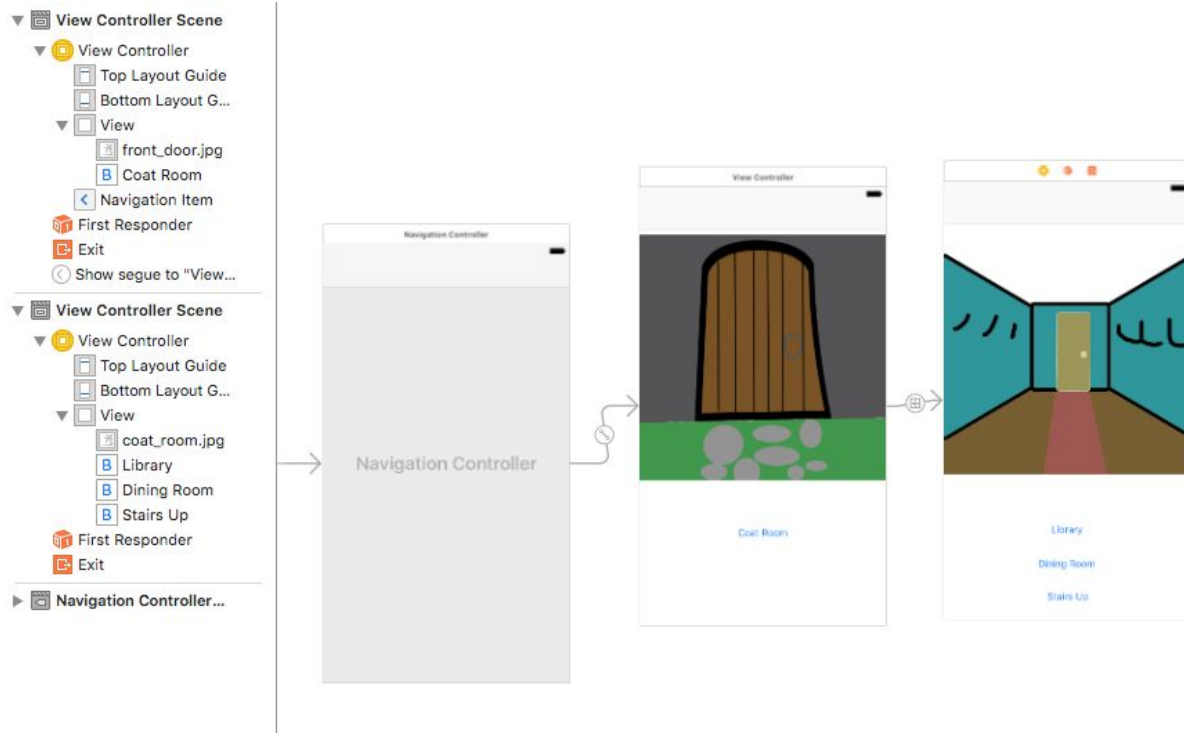 View Controller Scene
View Controller
Top Layout Guide
Bottom Layout G...
View
front_door.jpg
B Coat Room
Navigation Item
First Responder
Exit
Show segue to "View...
View Controller Scene
View Controller
Top Layout Guide
Bottom Layout G...
View
coat_room.jpg
B Library
B Dining Room
B Stairs Up
First Responder
Exit
Navigation Controller...
Navigation Controller
Navigation Controller
View Controller
Coat Room
Library
Dining Room
Stairs Up